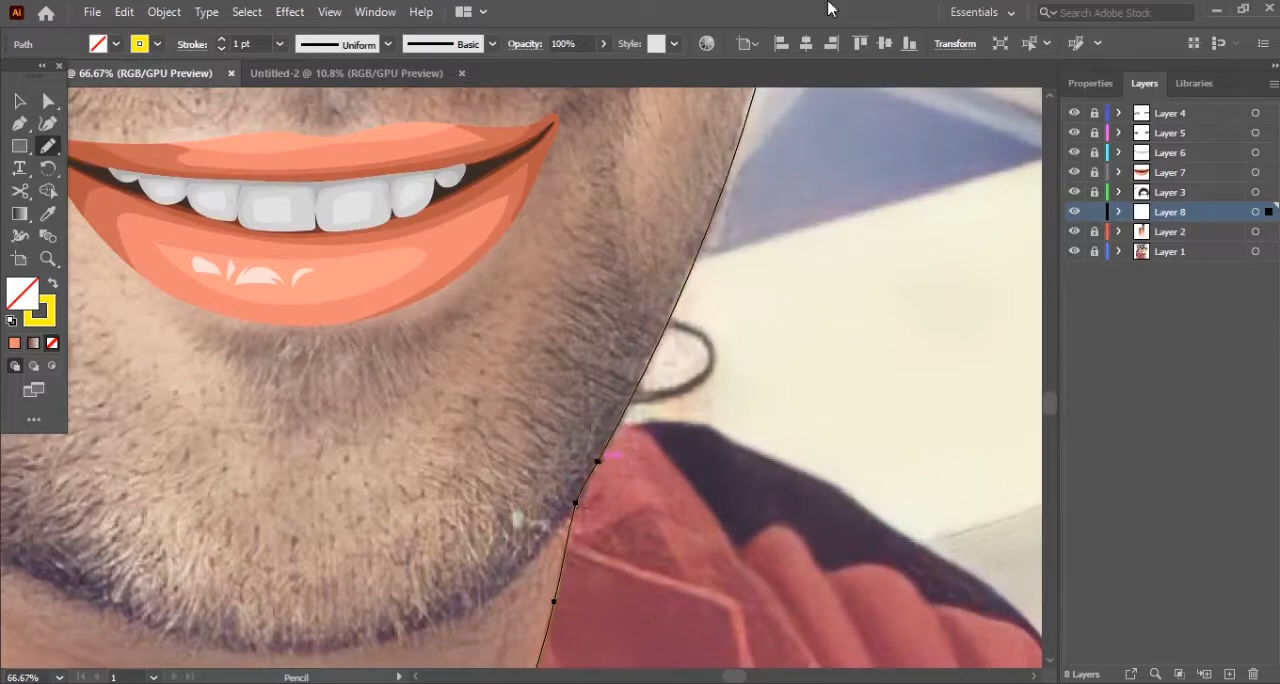 Ai File Edit Object Type Select Effect View Window Help Essentials Search Adobe Stock
Path Stroke: 1 pt Uniform Basic Opacity: 100% Style: Transform
@ 66.67% (RGB/GPU Preview) Untitled-2 @ 10.8% (RGB/GPU Preview)
Properties Layers Libraries
Layer 4
Layer 5
Layer 6
Layer 7
Layer 3
Layer 8
Layer 2
Layer 1
66.67% 1 Pencil 8 Layers